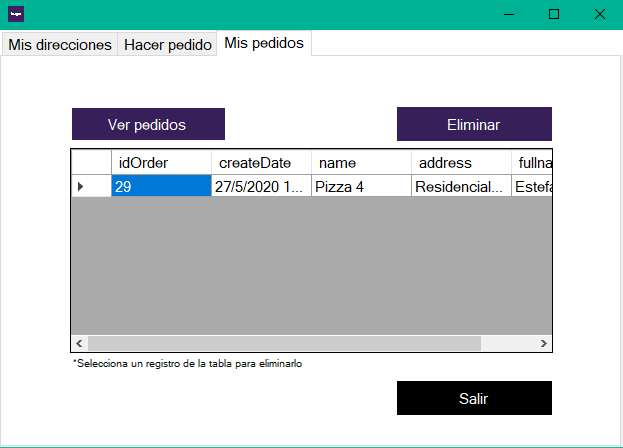 Mis direcciones Hacer pedido Mis pedidos
Ver pedidos Eliminar
idOrder createDate name address fullna
29 27/5/2020 1... Pizza 4 Residencial... Estefa
*Selecciona un registro de la tabla para eliminarlo
Salir